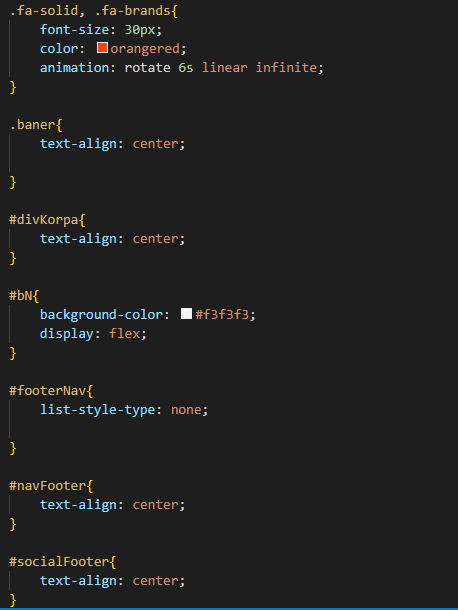 .fa-solid, .fa-brands{
    font-size: 30px;
    color: orangered;
    animation: rotate 6s linear infinite;
}
.baner{
    text-align: center;
}
#divKorpa{
    text-align: center;
}
#bN{
    background-color: #f3f3f3;
    display: flex;
}
#footerNav{
    list-style-type: none;
}
#navFooter{
    text-align: center;
}
#socialFooter{
    text-align: center;
}